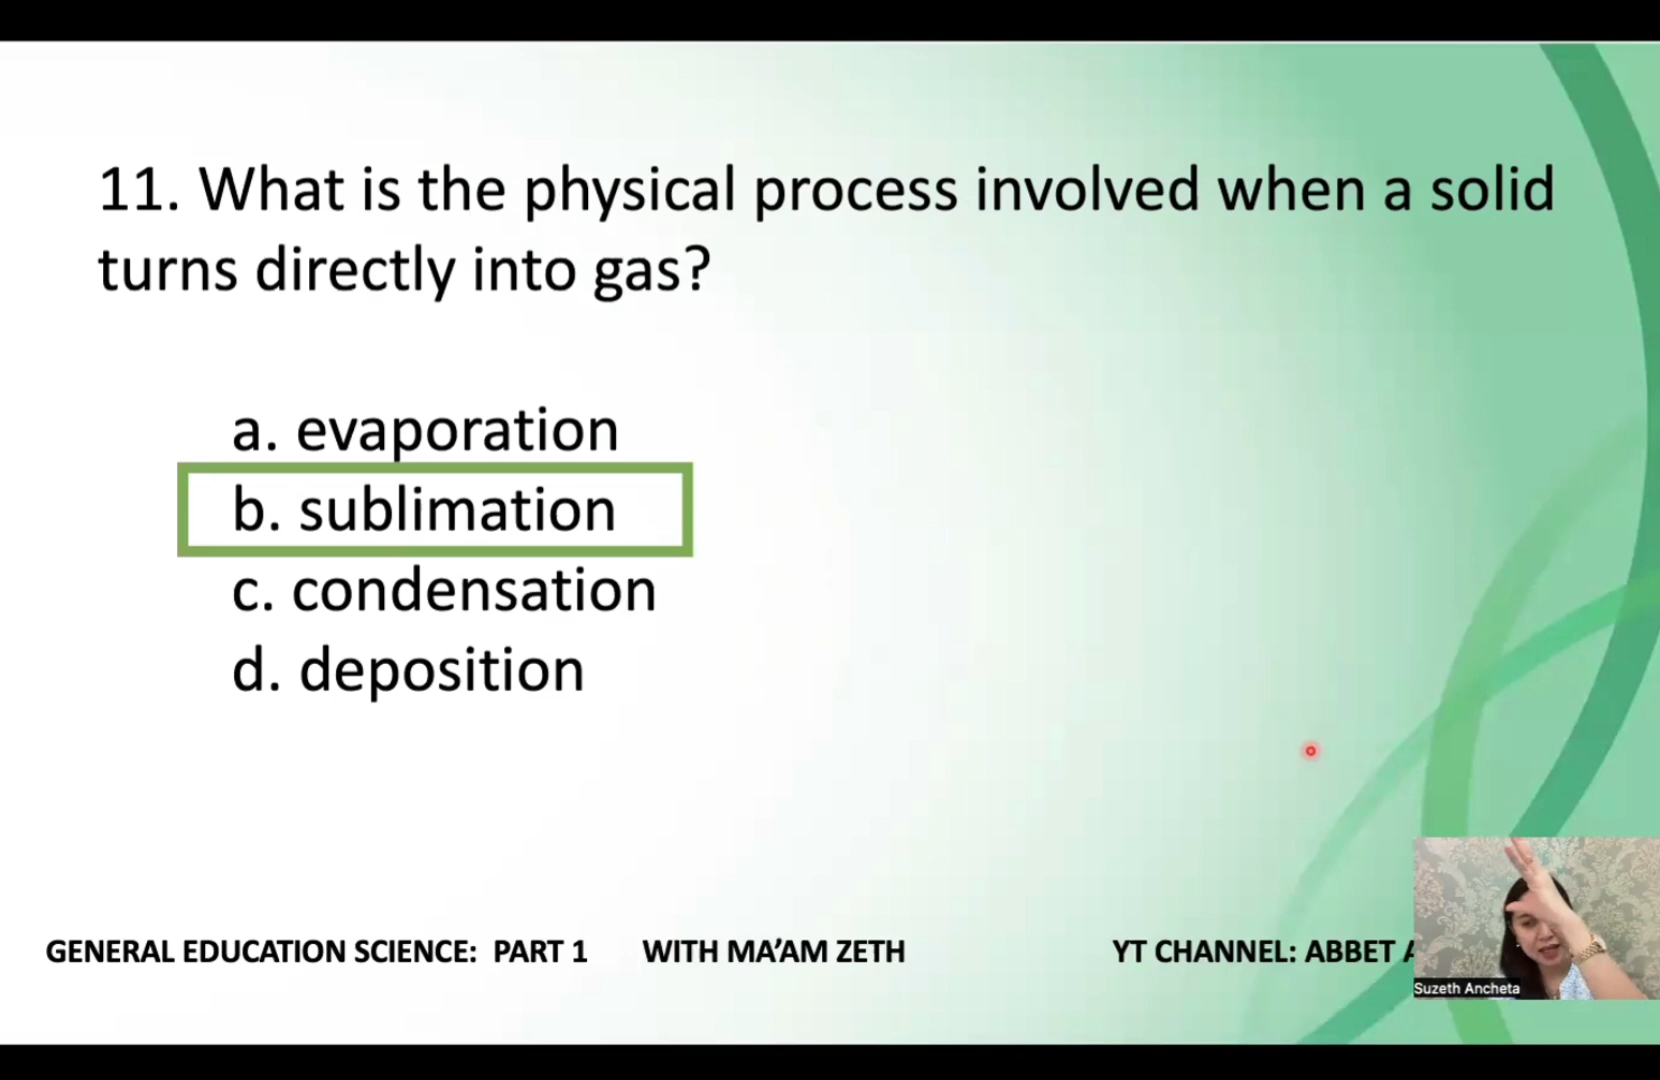 11. What is the physical process involved when a solid
turns directly into gas?
a. evaporation
b. sublimation
c. condensation
d. deposition
GENERAL EDUCATION SCIENCE: PART 1 WITH MA’AM ZETH YT CHANNEL: ABBET
Suzeth Ancheta